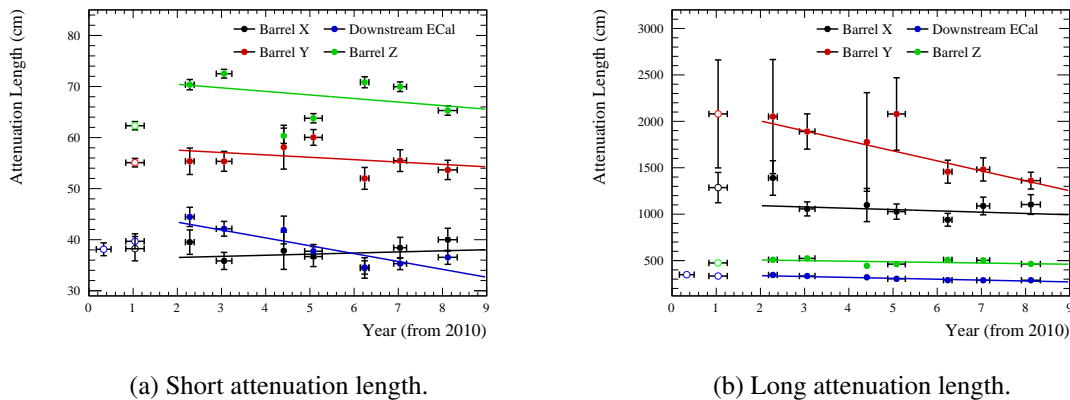 Attenuation Length (cm)
80
70
60
50
40
30
Barrel X
Downstream ECal
Barrel Y
Barrel Z
0 1 2 3 4 5 6 7 8 9
Year (from 2010)
(a) Short attenuation length.
Attenuation Length (cm)
3000
2500
2000
1500
1000
500
Barrel X
Downstream ECal
Barrel Y
Barrel Z
0 1 2 3 4 5 6 7 8 9
Year (from 2010)
(b) Long attenuation length.